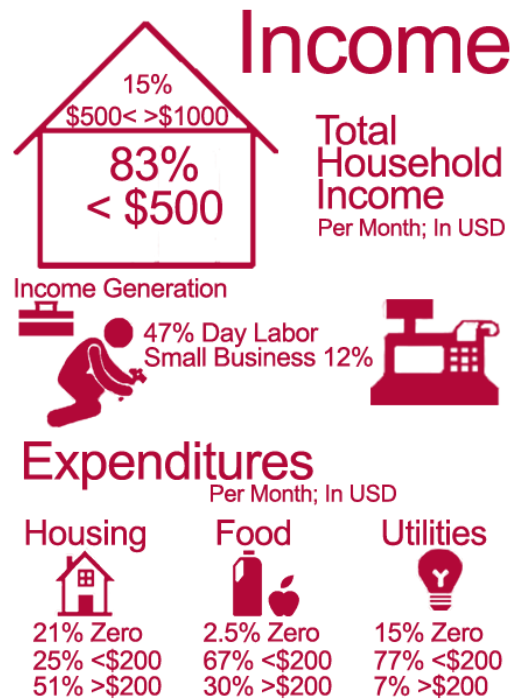 Income
15%
$500< >$1000
83%
< $500
Total
Household
Income
Per Month; In USD
Income Generation
47% Day Labor
Small Business 12%
Expenditures
Per Month; In USD
Housing
21% Zero
25% <$200
51% >$200
Food
2.5% Zero
67% <$200
30% >$200
Utilities
15% Zero
77% <$200
7% >$200